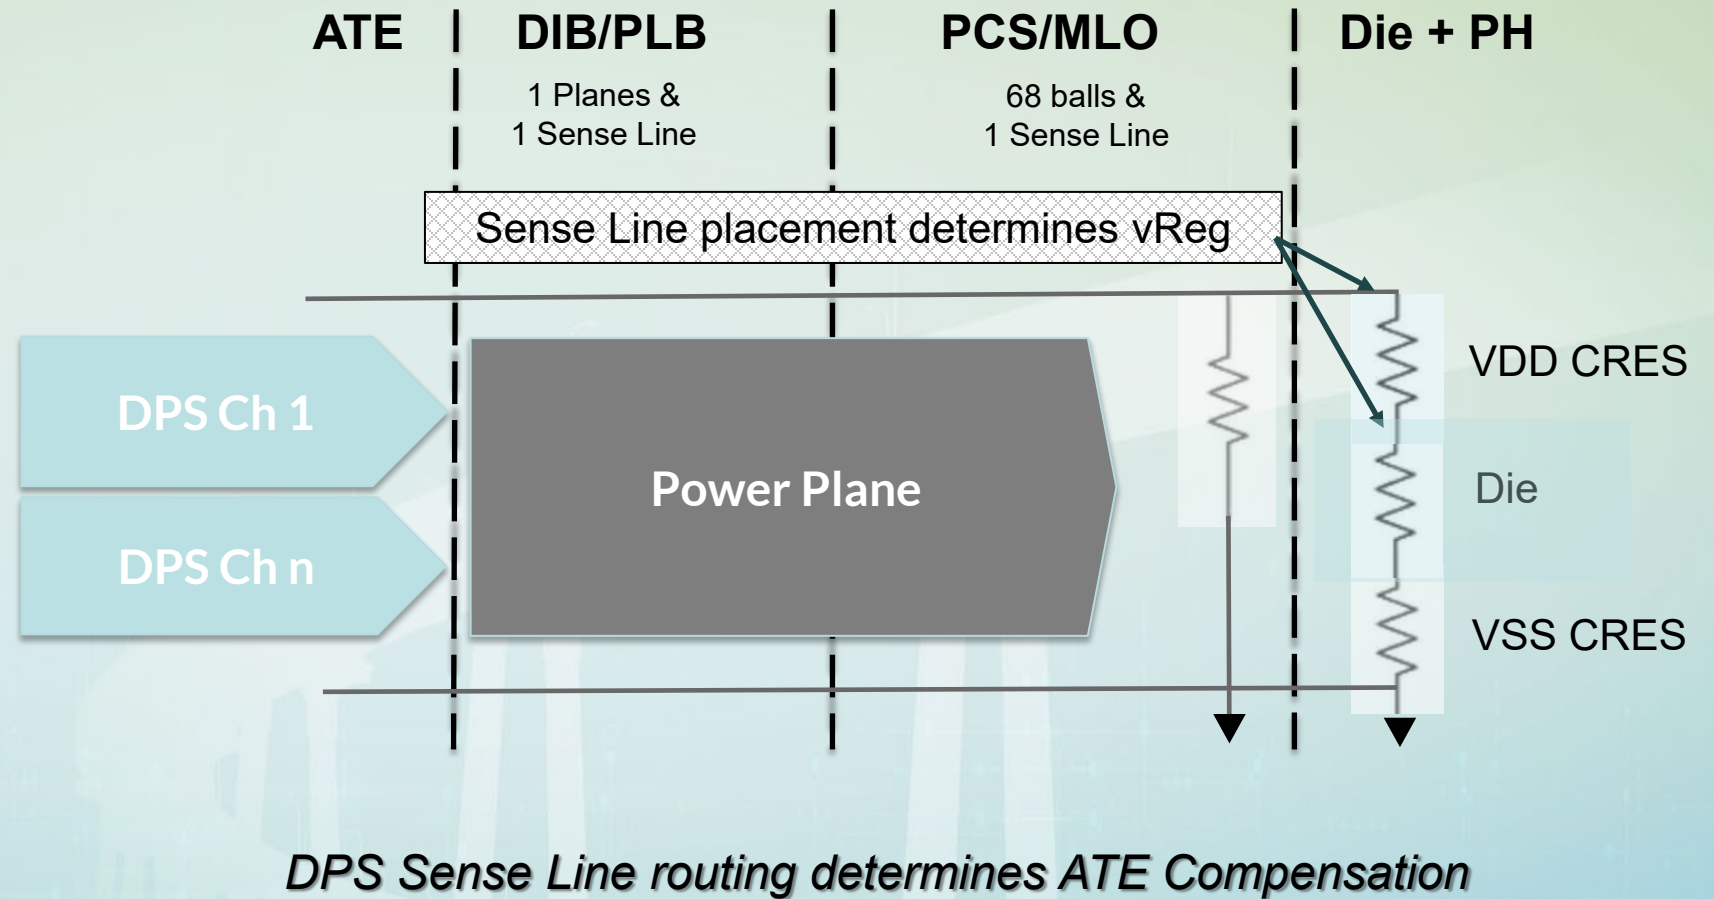 ATE
DIB/PLB
PCS/MLO
Die + PH
1 Planes &
1 Sense Line
68 balls &
1 Sense Line
Sense Line placement determines vReg
DPS Ch 1
DPS Ch n
Power Plane
VDD CRES
Die
VSS CRES
DPS Sense Line routing determines ATE Compensation